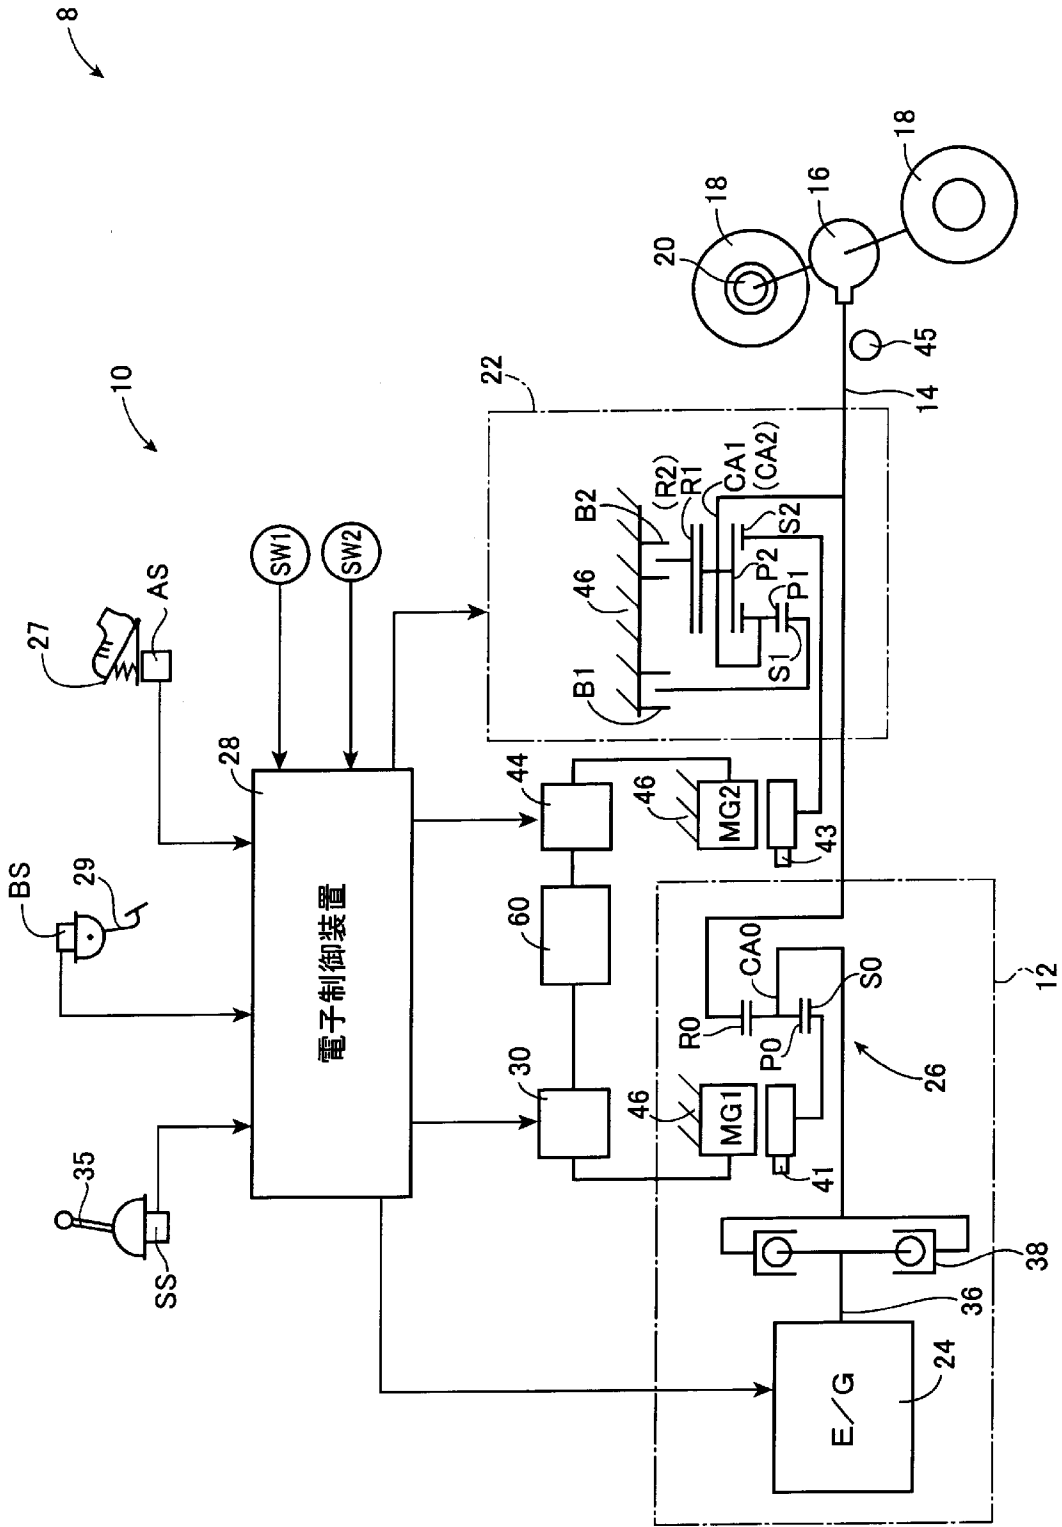 8
10
27
AS
SW1
SW2
BS
29
35
SS
28
電子制御装置
22
46
B2
B1
(R2)
R1
CA1
(CA2)
S2
P2
P1
S1
18
20
16
18
45
14
44
60
30
46
MG2
43
46
MG1
41
R0
CA0
P0
S0
26
12
38
36
24
E/G